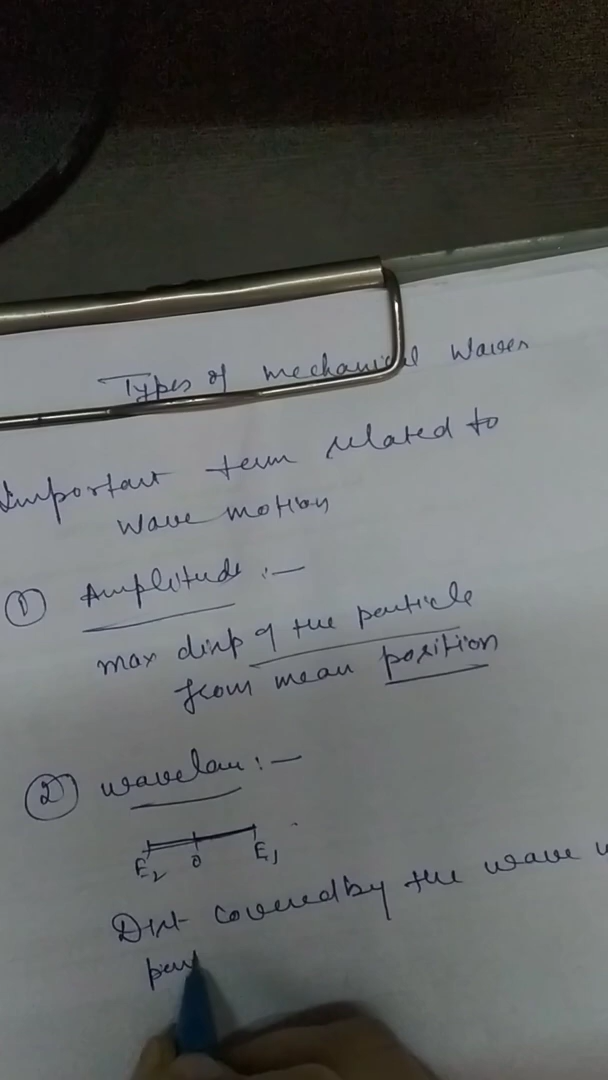 Types of mechanical waves
Important term related to
wave motion
① Amplitude :-
max disp of the particle
from mean position
② wavelan :-
E₂ O E₁
Dist covered by the wave w